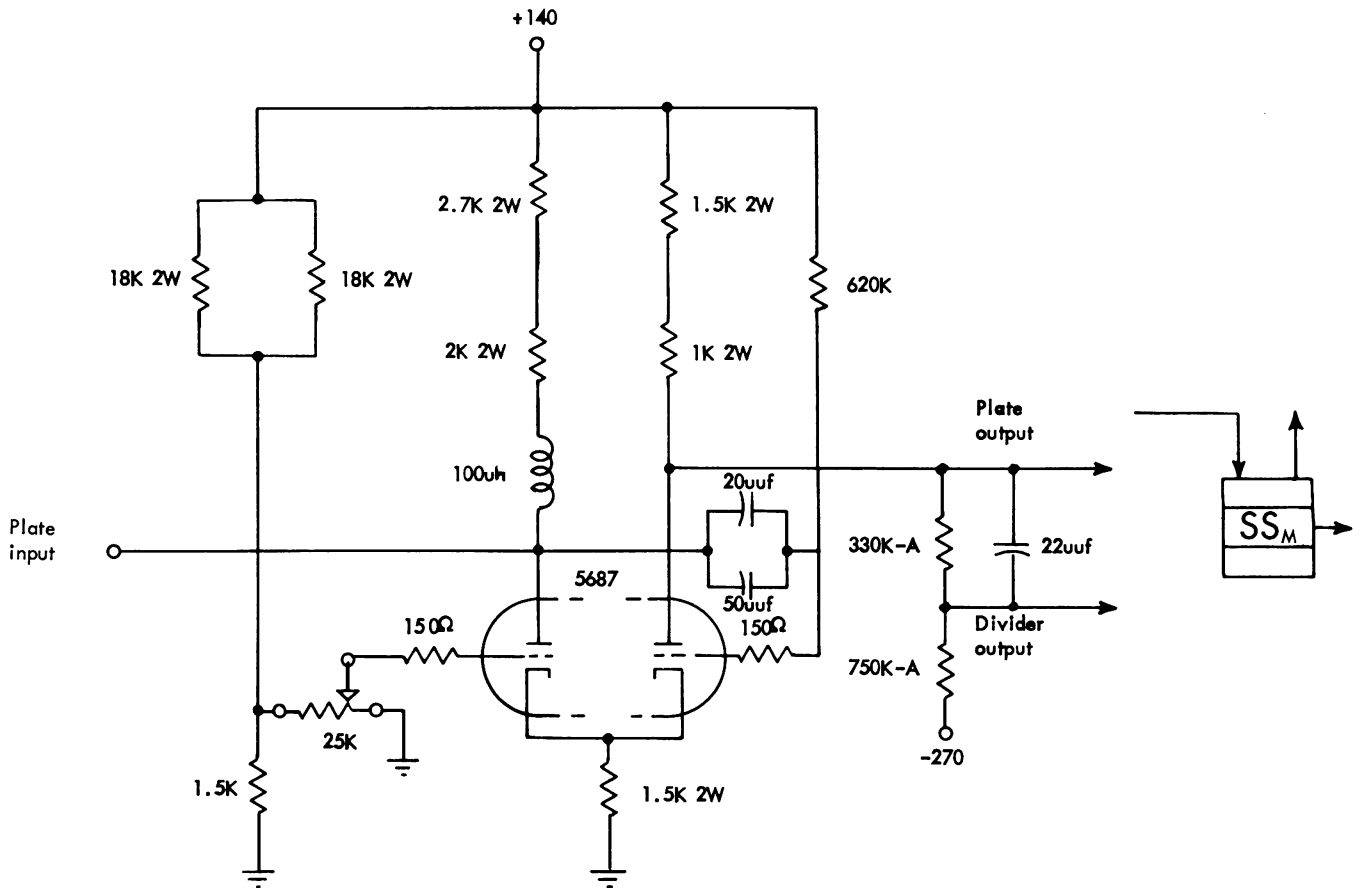 +140
2.7K 2W
1.5K 2W
18K 2W
18K 2W
620K
2K 2W
1K 2W
Plate
output
100uh
20uuf
Plate
input
330K-A
22uuf
SSM
5687
50uuf
150Ω
150Ω
Divider
output
750K-A
25K
-270
1.5K
1.5K 2W